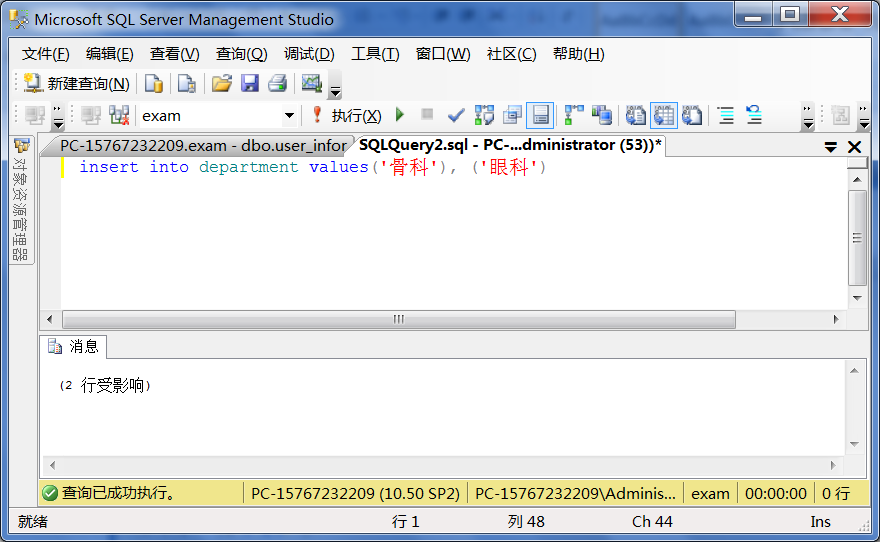 Microsoft SQL Server Management Studio
文件(F) 编辑(E) 查看(V) 查询(Q) 调试(D) 工具(T) 窗口(W) 社区(C) 帮助(H)
新建查询(N)
exam 执行(X)
对象资源管理器
PC-15767232209.exam - dbo.user_infor SQLQuery2.sql - PC-...dministrator (53))*
insert into department values('骨科'), ('眼科')
消息
(2 行受影响)
查询已成功执行。 PC-15767232209 (10.50 SP2) PC-15767232209\Adminis... exam 00:00:00 0 行
就绪 行 1 列 48 Ch 44 Ins